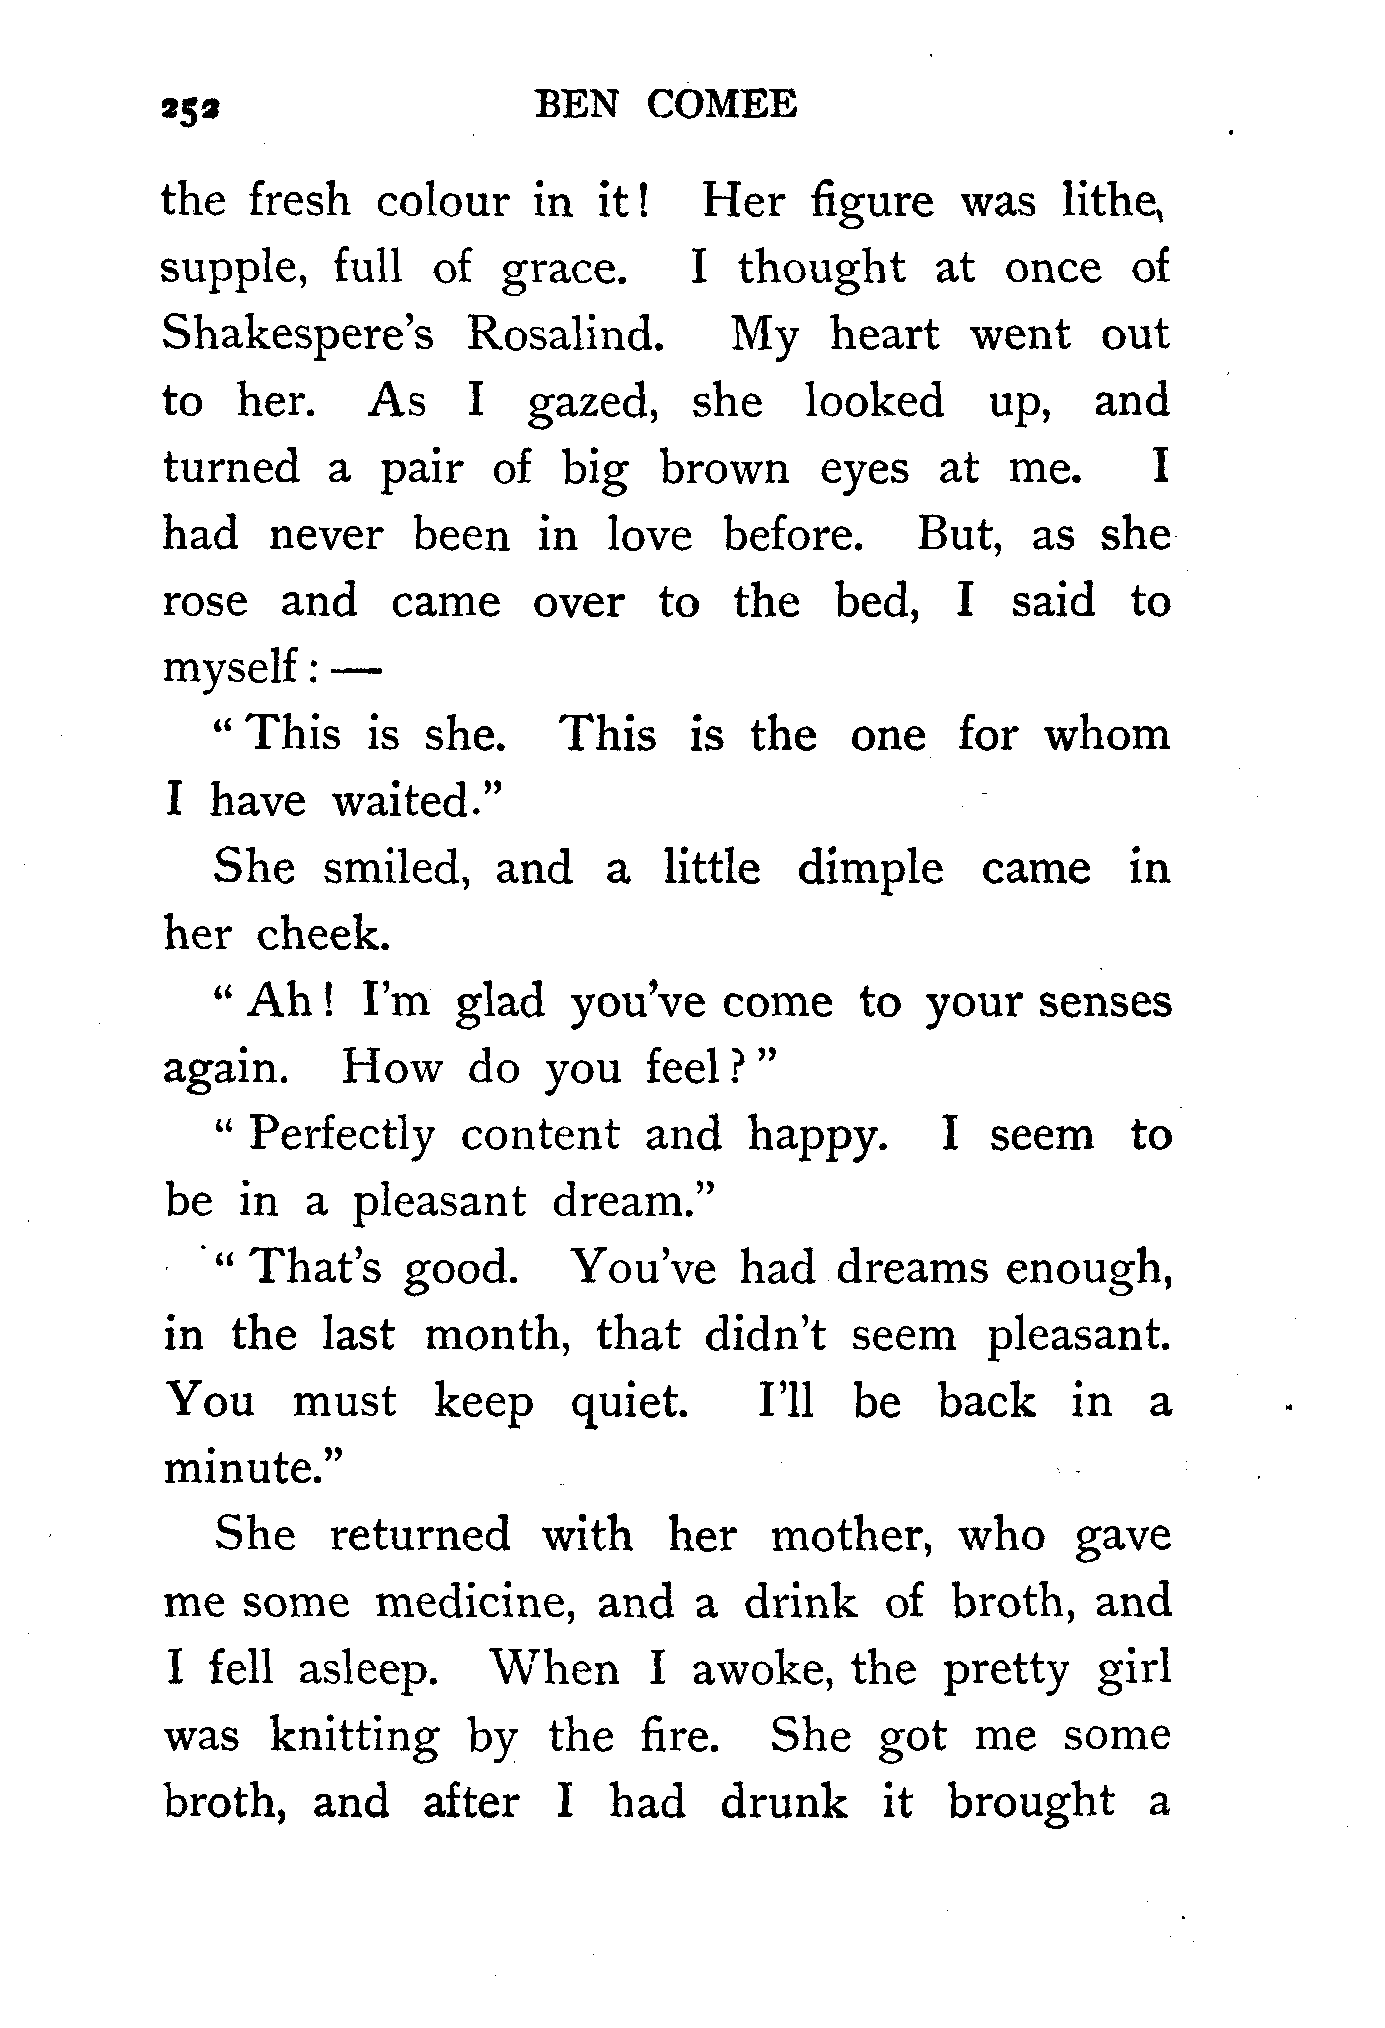 252 BEN COMEE
the fresh colour in it! Her figure was lithe,
supple, full of grace. I thought at once of
Shakespere's Rosalind. My heart went out
to her. As I gazed, she looked up, and
turned a pair of big brown eyes at me. I
had never been in love before. But, as she
rose and came over to the bed, I said to
myself: —
“This is she. This is the one for whom
I have waited.”
She smiled, and a little dimple came in
her cheek.
“Ah! I'm glad you've come to your senses
again. How do you feel?”
“Perfectly content and happy. I seem to
be in a pleasant dream.”
“That's good. You've had dreams enough,
in the last month, that didn't seem pleasant.
You must keep quiet. I'll be back in a
minute.”
She returned with her mother, who gave
me some medicine, and a drink of broth, and
I fell asleep. When I awoke, the pretty girl
was knitting by the fire. She got me some
broth, and after I had drunk it brought a